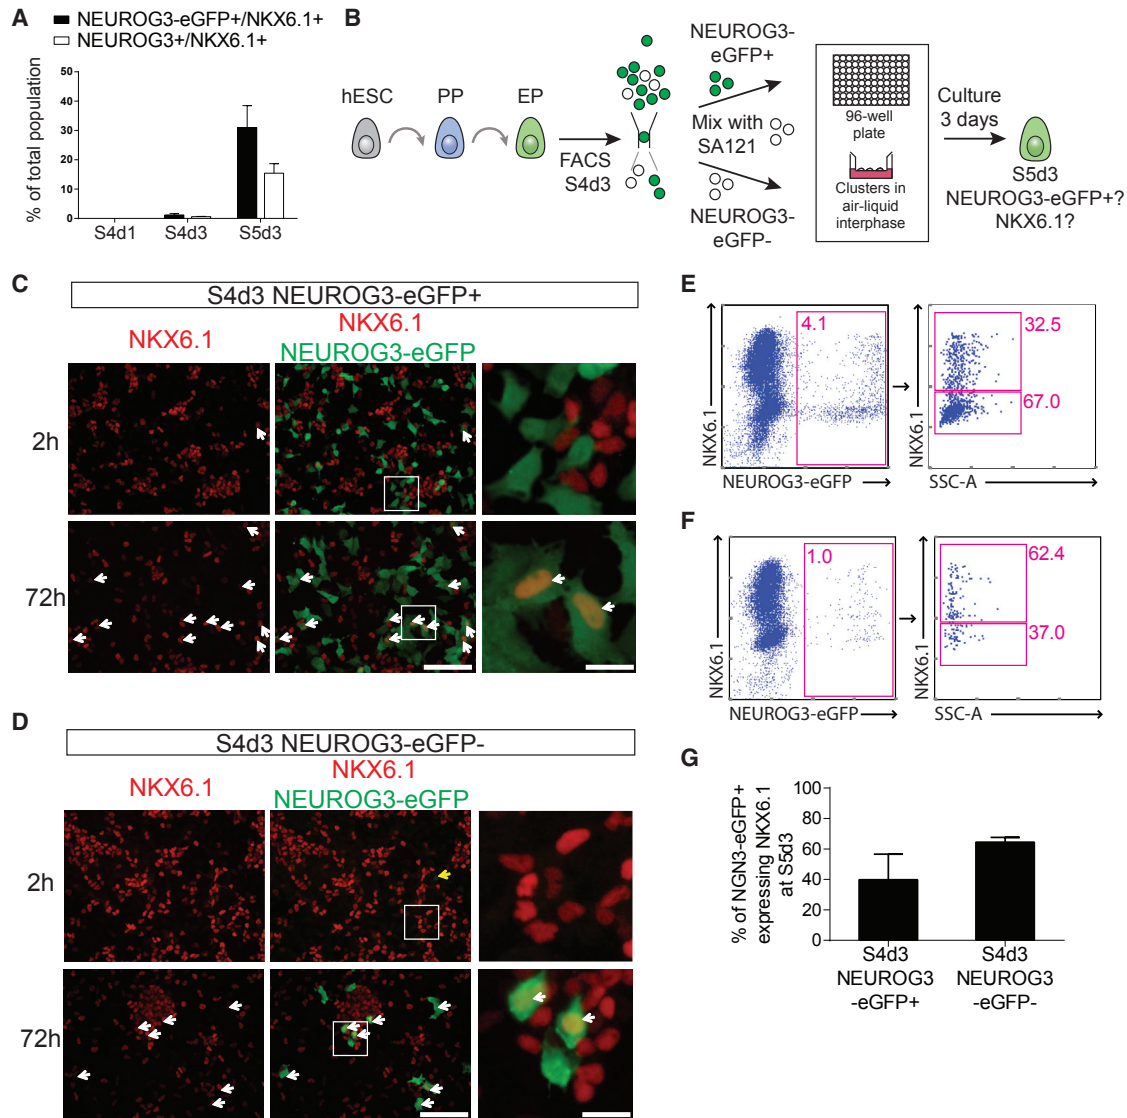 A
NEUROG3-eGFP+/NKX6.1+
NEUROG3+/NKX6.1+
% of total population
50
40
30
20
10
0
S4d1
S4d3
S5d3
B
hESC
PP
EP
FACS
S4d3
NEUROG3-
eGFP+
Mix with
SA121
NEUROG3-
eGFP-
96-well
plate
Clusters in
air-liquid
interphase
Culture
3 days
S5d3
NEUROG3-eGFP+?
NKX6.1?
C
S4d3 NEUROG3-eGFP+
NKX6.1
NKX6.1
NEUROG3-eGFP
2h
72h
D
S4d3 NEUROG3-eGFP-
NKX6.1
NKX6.1
NEUROG3-eGFP
2h
72h
E
NKX6.1
4.1
NEUROG3-eGFP
NKX6.1
32.5
67.0
SSC-A
F
NKX6.1
1.0
NEUROG3-eGFP
NKX6.1
62.4
37.0
SSC-A
G
% of NGN3-eGFP+
expressing NKX6.1
at S5d3
100
80
60
40
20
0
S4d3
NEUROG3
-eGFP+
S4d3
NEUROG3
-eGFP-